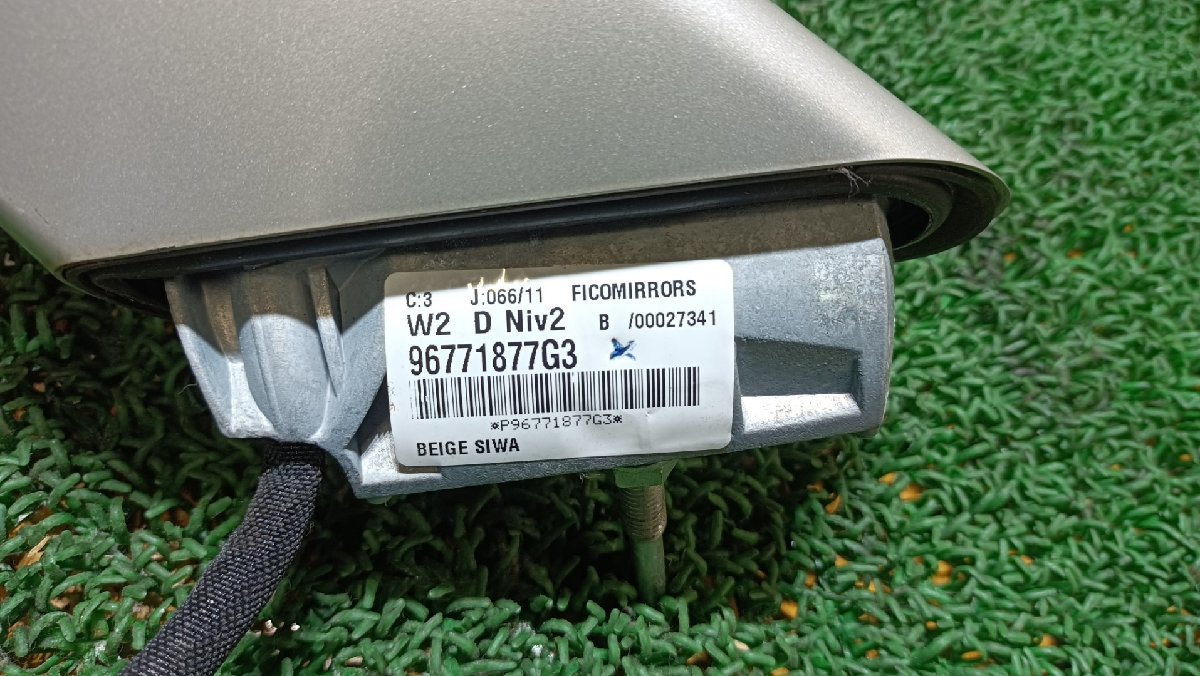 C:3 J:066/11 FICOMIRRORS
W2 D Niv2 B /00027341
96771877G3
*P96771877G3*
BEIGE SIWA